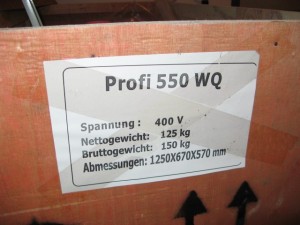 Profi 550 WQ
Spannung: 400 V
Nettogewicht: 125 kg
Bruttogewicht: 150 kg
Abmessungen: 1250X670X570 mm